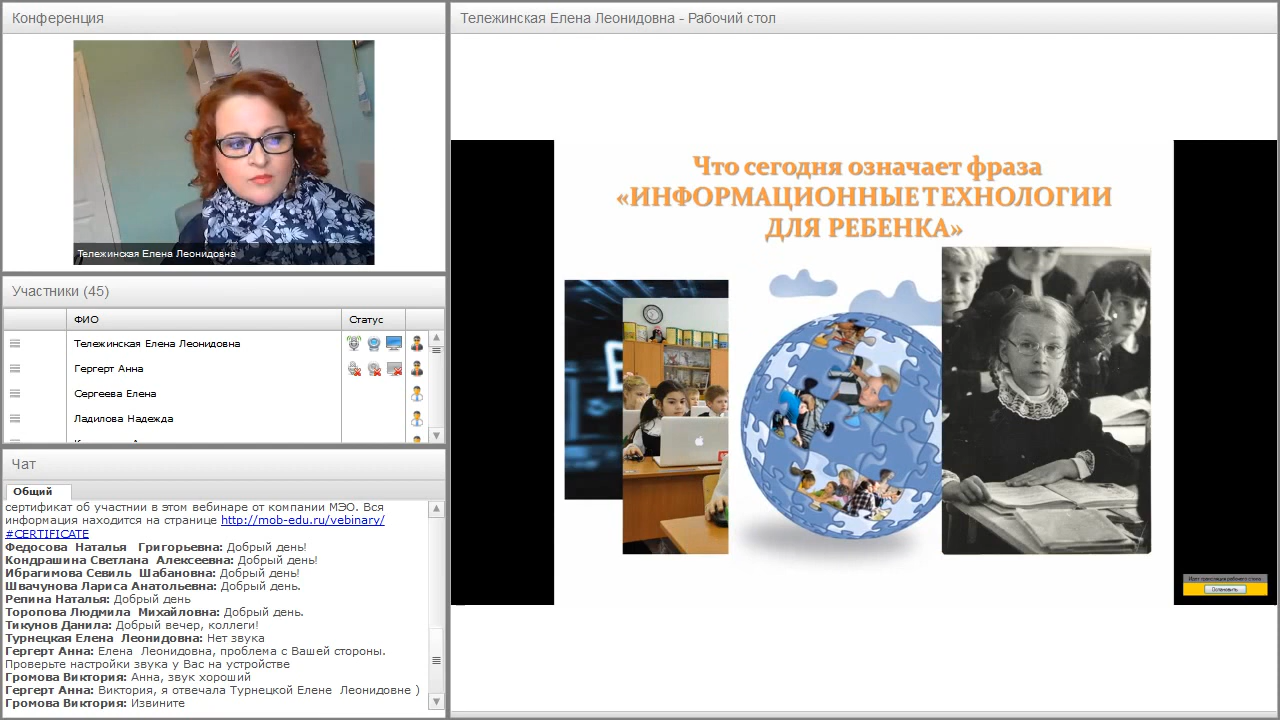 Конференция
Тележинская Елена Леонидовна
Участники (45)
ФИО Статус
Тележинская Елена Леонидовна
Гергерт Анна
Сергеева Елена
Ладилова Надежда
Чат
Общий
сертификат об участии в этом вебинаре от компании МЭО. Вся
информация находится на странице http://mob-edu.ru/vebinary/
#CERTIFICATE
Федосова Наталья Григорьевна: Добрый день!
Кондрашина Светлана Алексеевна: Добрый день!
Ибрагимова Севиль Шабановна: Добрый день!
Швачунова Лариса Анатольевна: Добрый день.
Репина Наталья: Добрый день
Торопова Людмила Михайловна: Добрый день.
Тикунов Данила: Добрый вечер, коллеги!
Турнецкая Елена Леонидовна: Нет звука
Гергерт Анна: Елена Леонидовна, проблема с Вашей стороны.
Проверьте настройки звука у Вас на устройстве
Громова Виктория: Анна, звук хороший
Гергерт Анна: Виктория, я отвечала Турнецкой Елене Леонидовне )
Громова Виктория: Извините
Тележинская Елена Леонидовна - Рабочий стол
Что сегодня означает фраза
«ИНФОРМАЦИОННЫЕ ТЕХНОЛОГИИ
ДЛЯ РЕБЕНКА»
Идет трансляция рабочего стола
Остановить